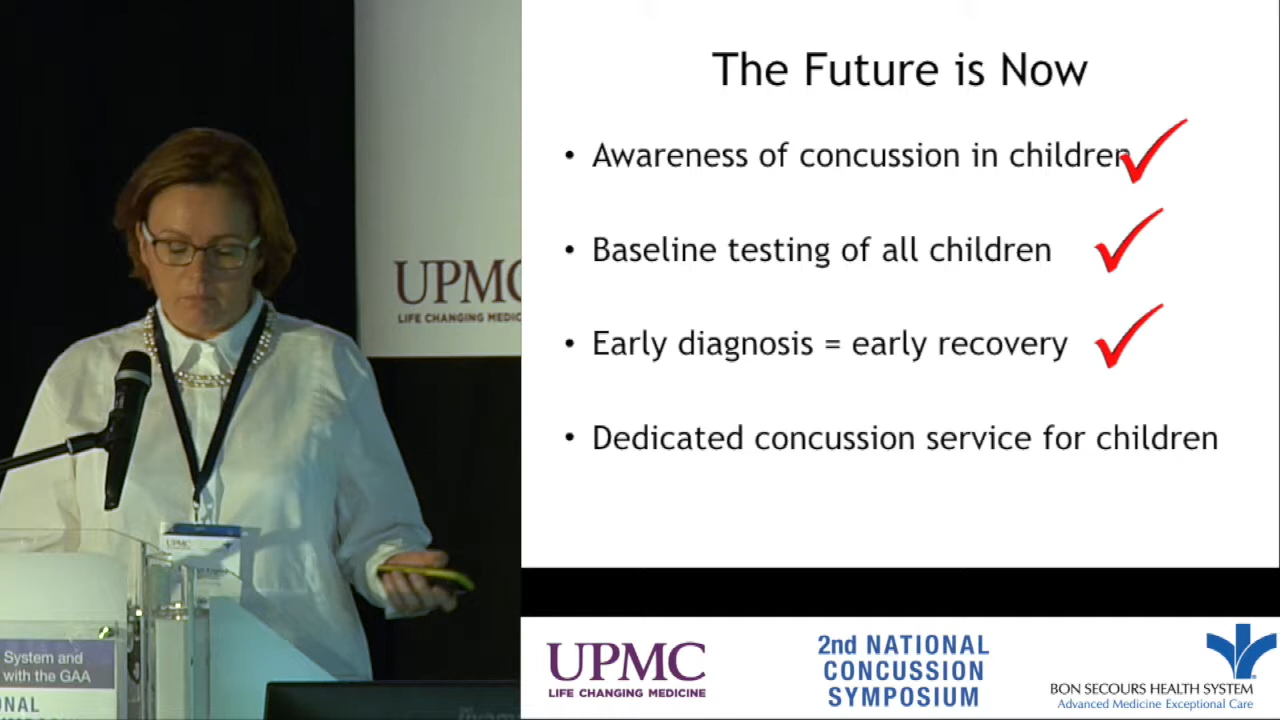 The Future is Now
• Awareness of concussion in children
• Baseline testing of all children
• Early diagnosis = early recovery
• Dedicated concussion service for children
UPMC
LIFE CHANGING MEDICINE
2nd NATIONAL
CONCUSSION
SYMPOSIUM
BON SECOURS HEALTH SYSTEM
Advanced Medicine Exceptional Care
UPMC
LIFE CHANGING
UPMC
System and
with the GAA